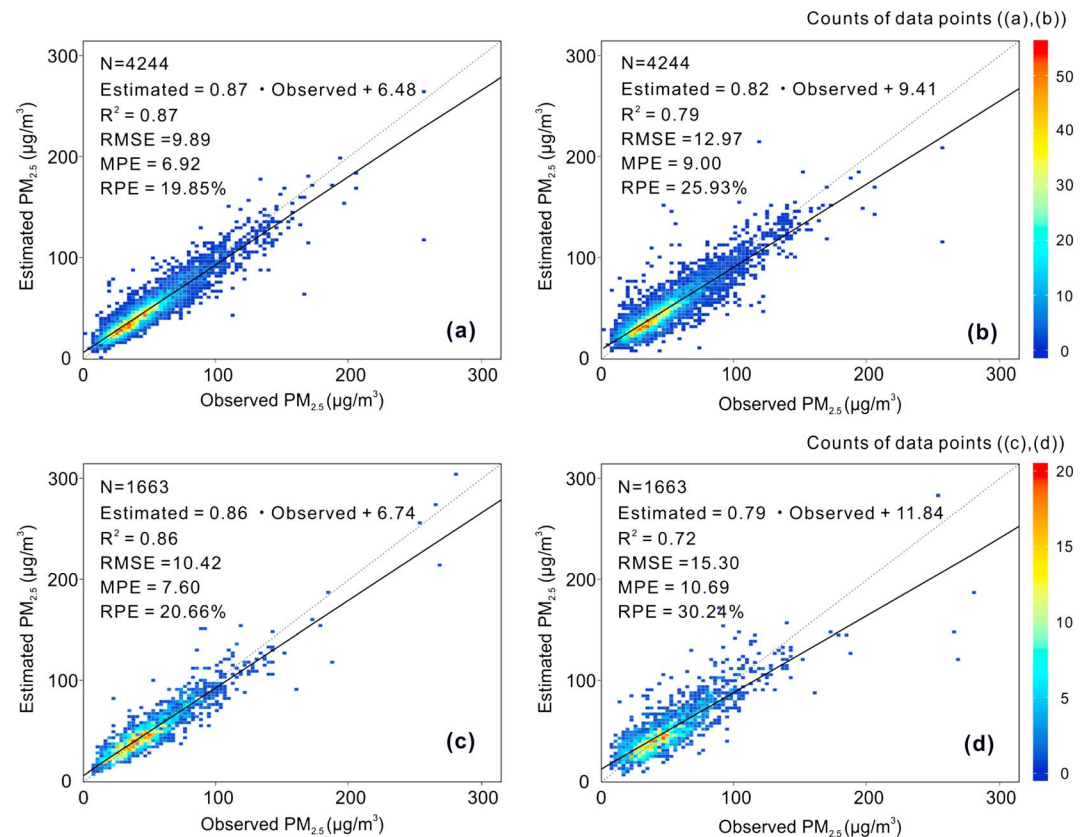 Counts of data points ((a),(b))
Estimated PM2.5 (μg/m³)
300
200
100
0
N=4244
Estimated = 0.87 • Observed + 6.48
R² = 0.87
RMSE =9.89
MPE = 6.92
RPE = 19.85%
(a)
0
100
200
300
Observed PM2.5 (μg/m³)
Estimated PM2.5 (μg/m³)
300
200
100
0
N=4244
Estimated = 0.82 • Observed + 9.41
R² = 0.79
RMSE =12.97
MPE = 9.00
RPE = 25.93%
(b)
0
100
200
300
Observed PM2.5 (μg/m³)
50
40
30
20
10
0
Counts of data points ((c),(d))
Estimated PM2.5 (μg/m³)
300
200
100
0
N=1663
Estimated = 0.86 • Observed + 6.74
R² = 0.86
RMSE =10.42
MPE = 7.60
RPE = 20.66%
(c)
0
100
200
300
Observed PM2.5 (μg/m³)
Estimated PM2.5 (μg/m³)
300
200
100
0
N=1663
Estimated = 0.79 • Observed + 11.84
R² = 0.72
RMSE =15.30
MPE = 10.69
RPE = 30.24%
(d)
0
100
200
300
Observed PM2.5 (μg/m³)
20
15
10
5
0